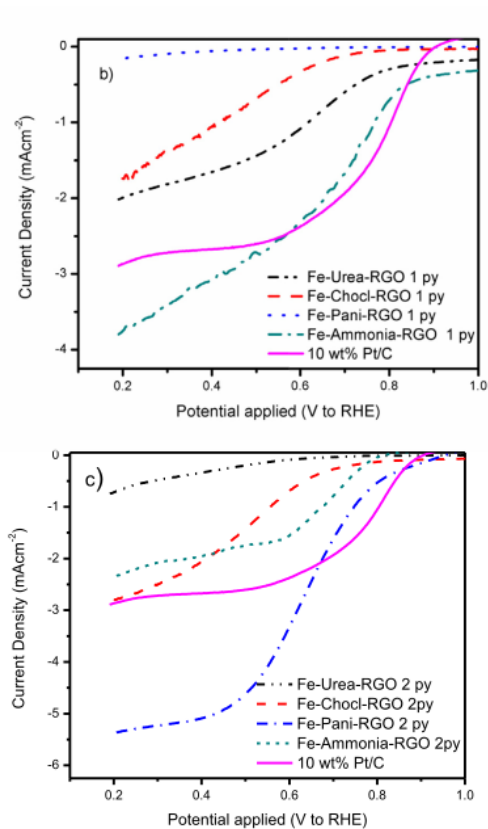 b)
0
-1
-2
-3
-4
Current Density (mAcm⁻²)
Fe-Urea-RGO 1 py
Fe-Chocl-RGO 1 py
Fe-Pani-RGO 1 py
Fe-Ammonia-RGO 1 py
10 wt% Pt/C
0.2 0.4 0.6 0.8 1.0
Potential applied (V to RHE)
c)
0
-1
-2
-3
-4
-5
-6
Current Density (mAcm⁻²)
Fe-Urea-RGO 2 py
Fe-Chocl-RGO 2py
Fe-Pani-RGO 2 py
Fe-Ammonia-RGO 2py
10 wt% Pt/C
0.2 0.4 0.6 0.8 1.0
Potential applied (V to RHE)